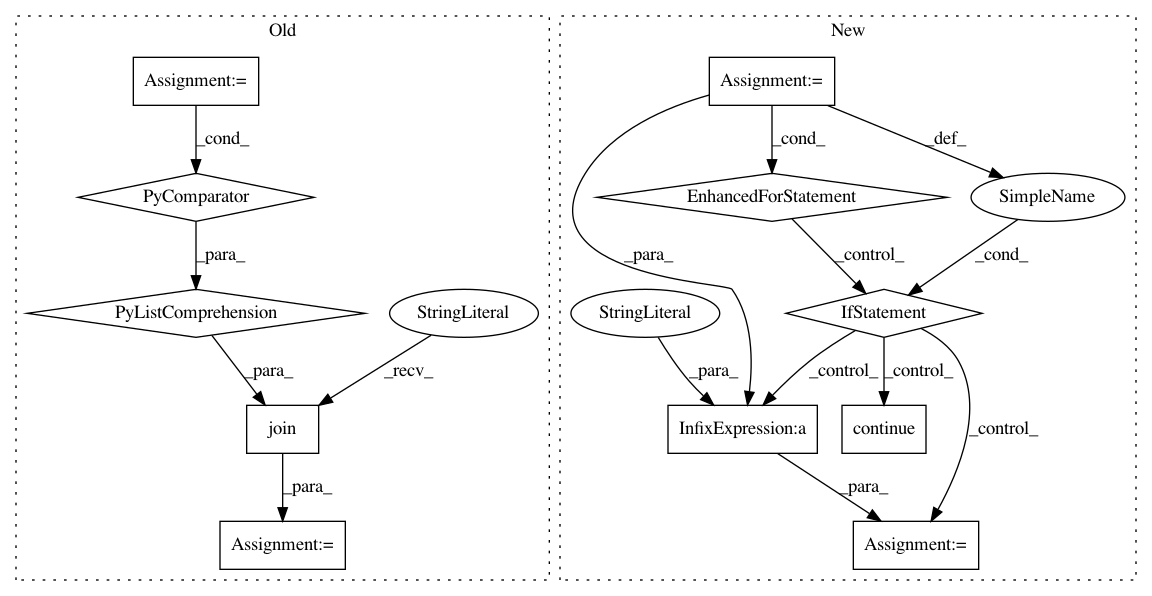 Old
New
Assignment:=
Assignment:=
_cond_
_cond_
_def_
PyComparator
EnhancedForStatement
SimpleName
_para_
_para_
_control_
_cond_
PyListComprehension
StringLiteral
StringLiteral
IfStatement
_para_
_recv_
_para_
_control_
_control_
_control_
join
InfixExpression:a
continue
_para_
_para_
Assignment:=
Assignment:=